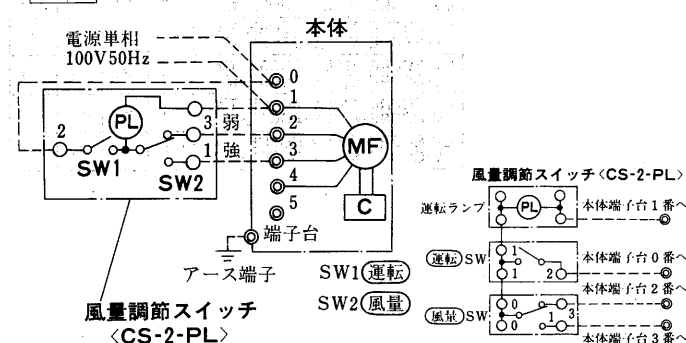 本体
電源単相
100V50Hz
0
1
2
3
4
5
PL
2
3 弱
1 強
SW1
SW2
MF
C
端子台
アース端子
SW1 運転
SW2 風量
風量調節スイッチ
〈CS-2-PL〉
風量調節スイッチ〈CS-2-PL〉
運転ランプ
PL
本体端子台1番へ
運転 SW
1
1
2
本体端子台0番へ
本体端子台2番へ
風量 SW
0
0
1
3
本体端子台3番へ